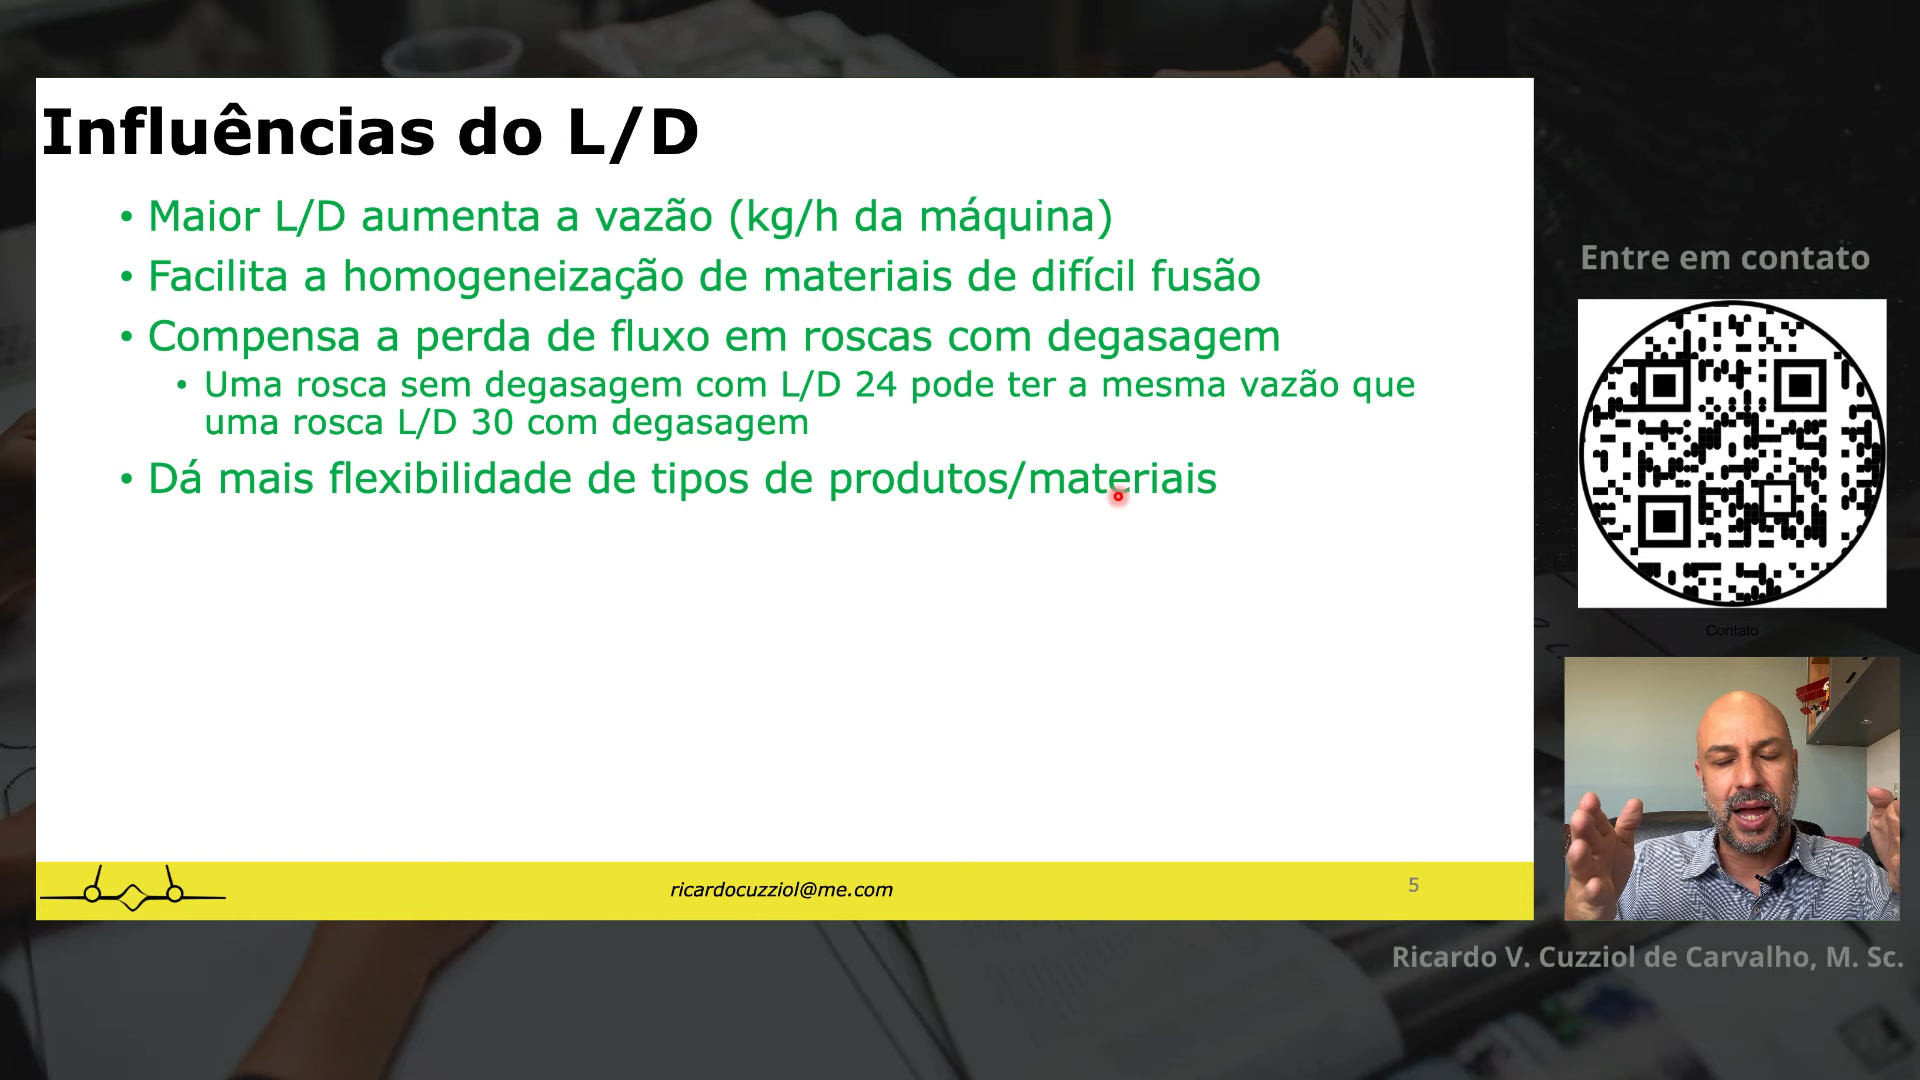 Influências do L/D
• Maior L/D aumenta a vazão (kg/h da máquina)
• Facilita a homogeneização de materiais de difícil fusão
• Compensa a perda de fluxo em roscas com degasagem
• Uma rosca sem degasagem com L/D 24 pode ter a mesma vazão que
uma rosca L/D 30 com degasagem
• Dá mais flexibilidade de tipos de produtos/materiais
ricardocuzziol@me.com
5
Entre em contato
Contato
Ricardo V. Cuzziol de Carvalho, M. Sc.